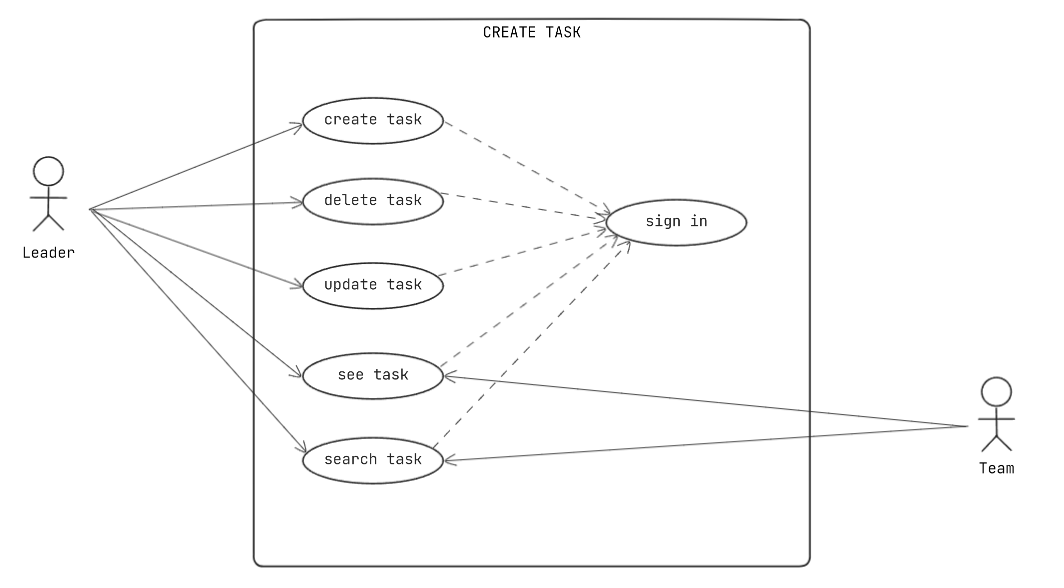 CREATE TASK
create task
delete task
sign in
Leader
update task
see task
search task
Team